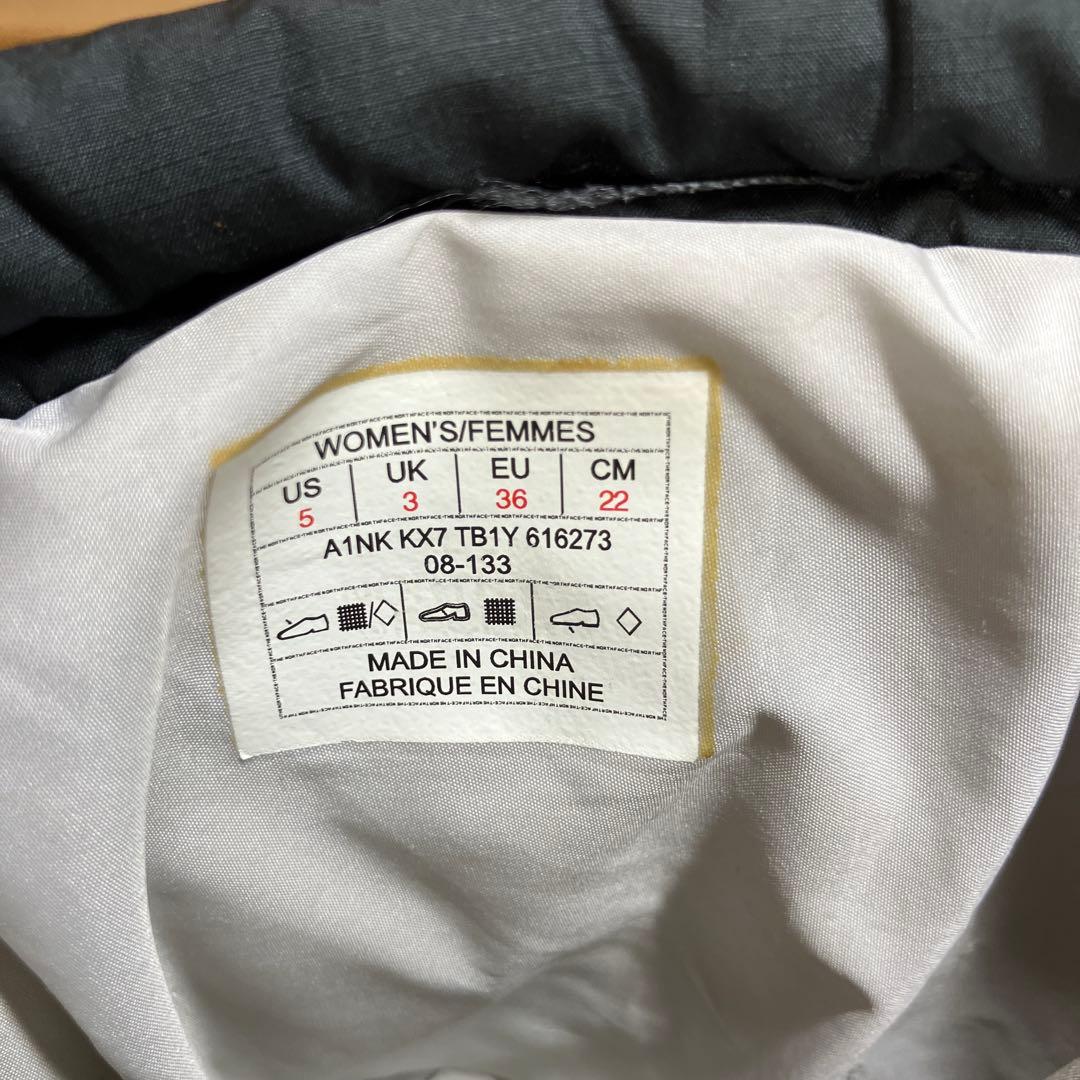 WOMEN'S/FEMMES
US UK EU CM
5 3 36 22
A1NK KX7 TB1Y 616273
08-133
MADE IN CHINA
FABRIQUE EN CHINE